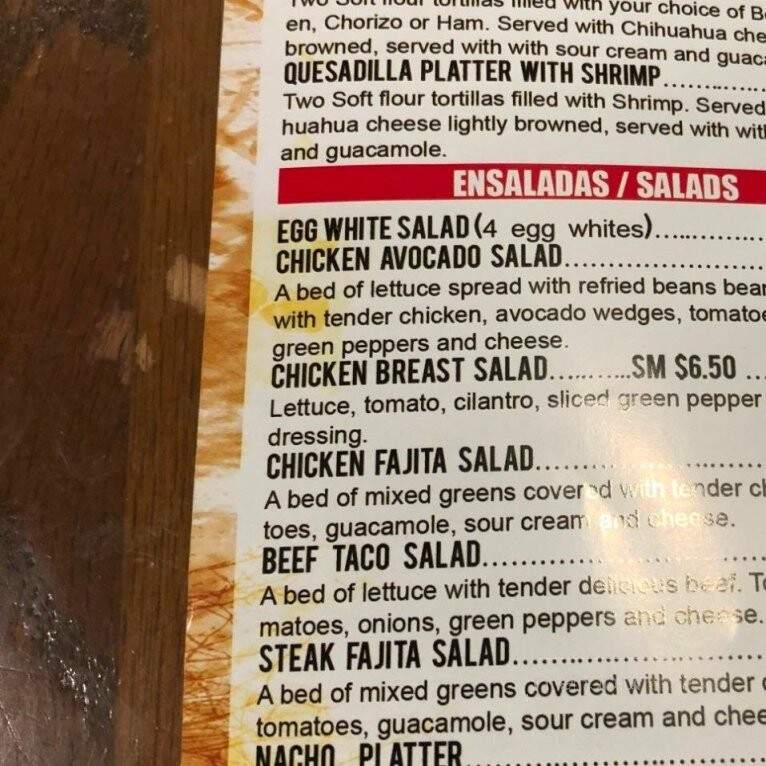 Two Soft flour tortillas filled with your choice of
en, Chorizo or Ham. Served with Chihuahua che
browned, served with with sour cream and guac
QUESADILLA PLATTER WITH SHRIMP.......
Two Soft flour tortillas filled with Shrimp. Served
huahua cheese lightly browned, served with wit
and guacamole.
ENSALADAS / SALADS
EGG WHITE SALAD (4 egg whites)............
CHICKEN AVOCADO SALAD....................
A bed of lettuce spread with refried beans bea
with tender chicken, avocado wedges, tomato
green peppers and cheese.
CHICKEN BREAST SALAD.........SM $6.50 ...
Lettuce, tomato, cilantro, sliced green pepper
dressing.
CHICKEN FAJITA SALAD.......................
A bed of mixed greens covered with tender c
toes, guacamole, sour cream and cheese.
BEEF TACO SALAD.............................
A bed of lettuce with tender delicious beef. T
matoes, onions, green peppers and cheese.
STEAK FAJITA SALAD.........................
A bed of mixed greens covered with tender
tomatoes, guacamole, sour cream and chee
NACHO PLATTER..............................